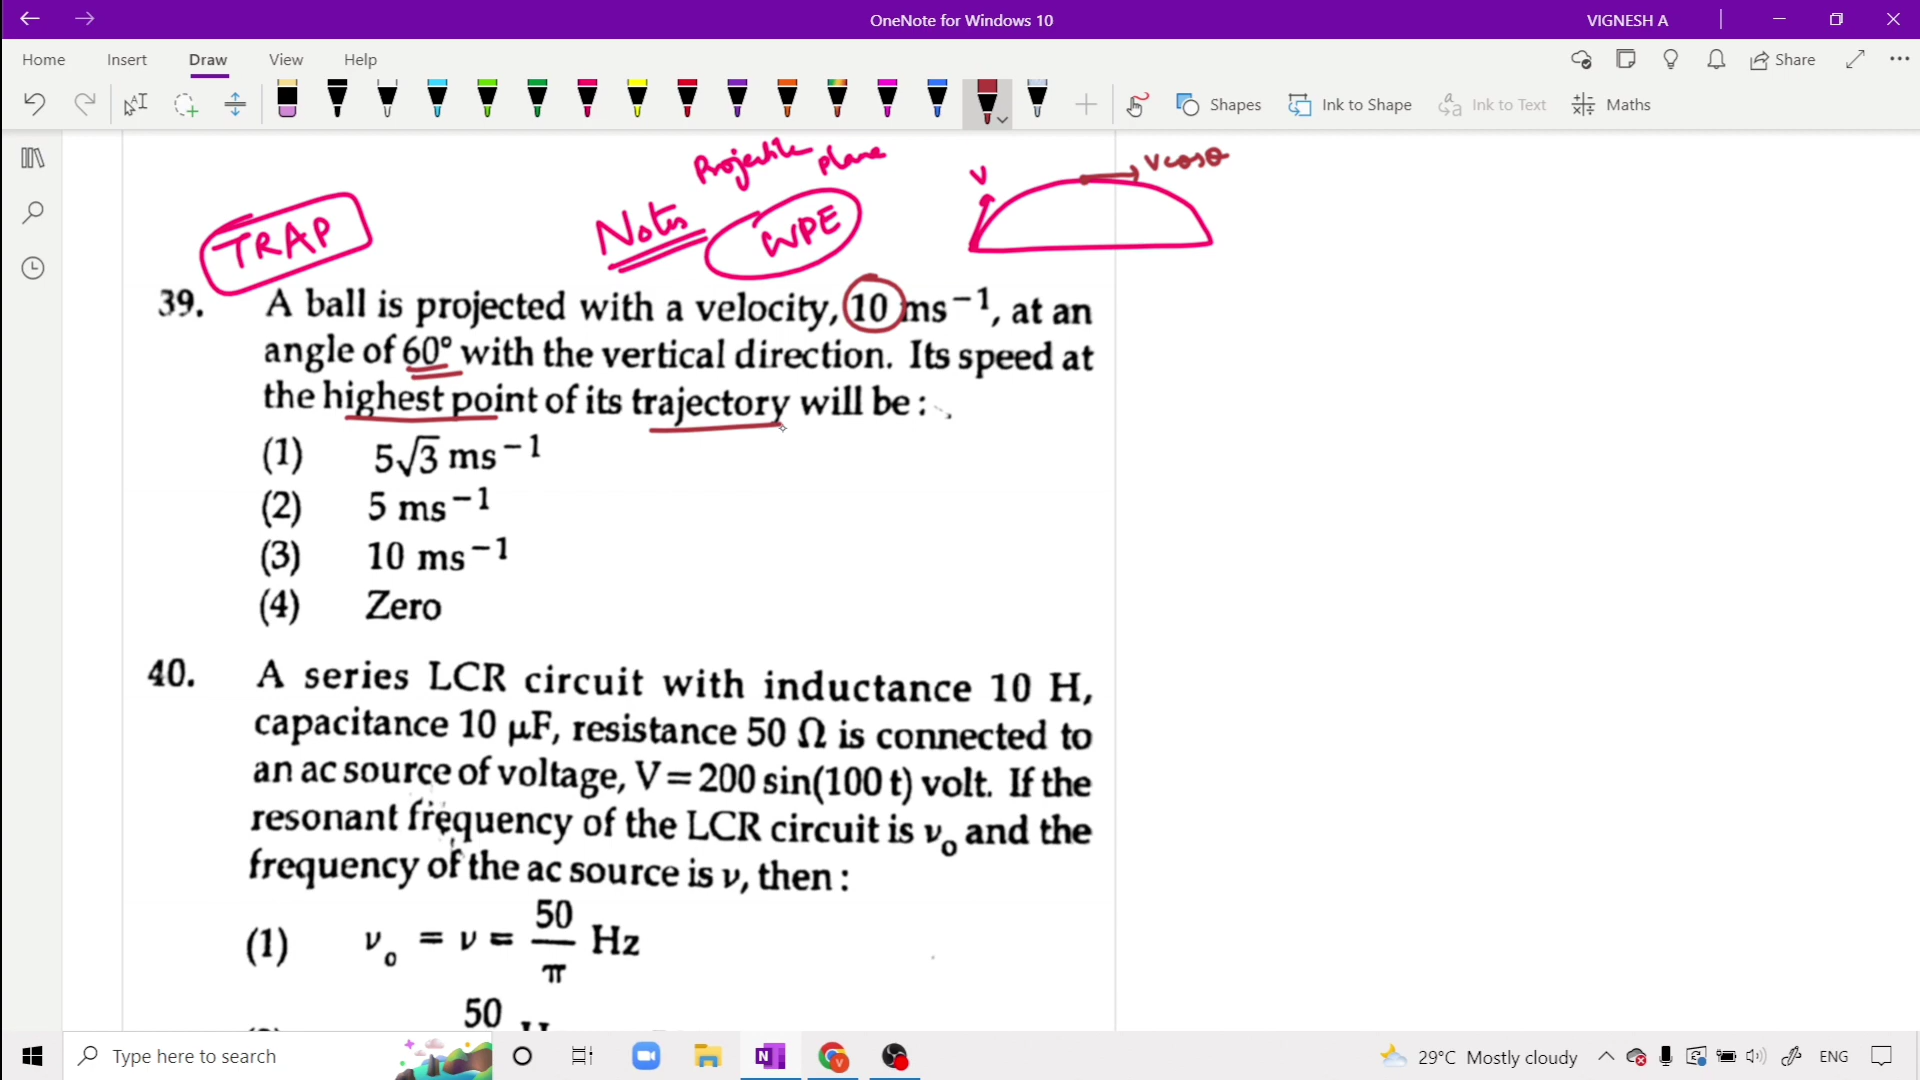 OneNote for Windows 10
VIGNESH A
Home Insert Draw View Help
Share
Shapes Ink to Shape Ink to Text Maths
Projectile plane
v
v cos θ
TRAP
Notes
WPE
39. A ball is projected with a velocity, 10 ms⁻¹, at an
angle of 60° with the vertical direction. Its speed at
the highest point of its trajectory will be :
(1) 5√3 ms⁻¹
(2) 5 ms⁻¹
(3) 10 ms⁻¹
(4) Zero
40. A series LCR circuit with inductance 10 H,
capacitance 10 μF, resistance 50 Ω is connected to
an ac source of voltage, V = 200 sin(100 t) volt. If the
resonant frequency of the LCR circuit is ν₀ and the
frequency of the ac source is ν, then :
(1) ν₀ = ν = 50/π Hz
50
Type here to search
29°C Mostly cloudy
ENG